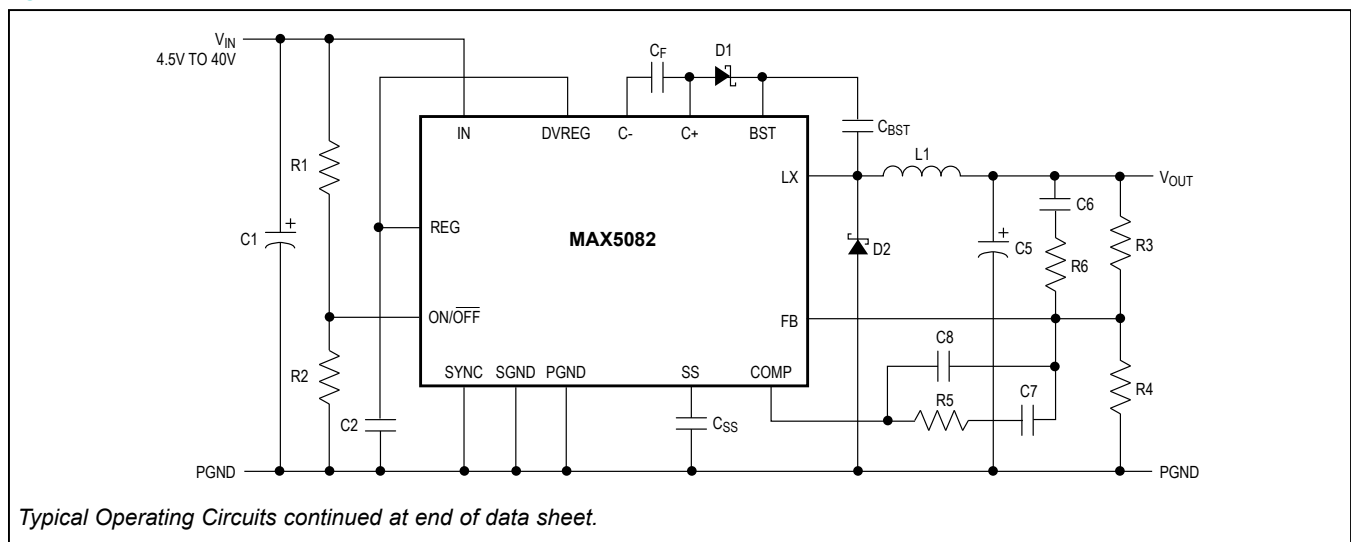 VIN
4.5V TO 40V
CF
D1
IN
DVREG
C-
C+
BST
CBST
R1
LX
L1
VOUT
C6
C1
+
REG
MAX5082
D2
+
C5
R6
R3
ON/OFF
FB
C8
R2
SYNC
SGND
PGND
SS
COMP
R5
C7
R4
C2
CSS
PGND
PGND
Typical Operating Circuits continued at end of data sheet.